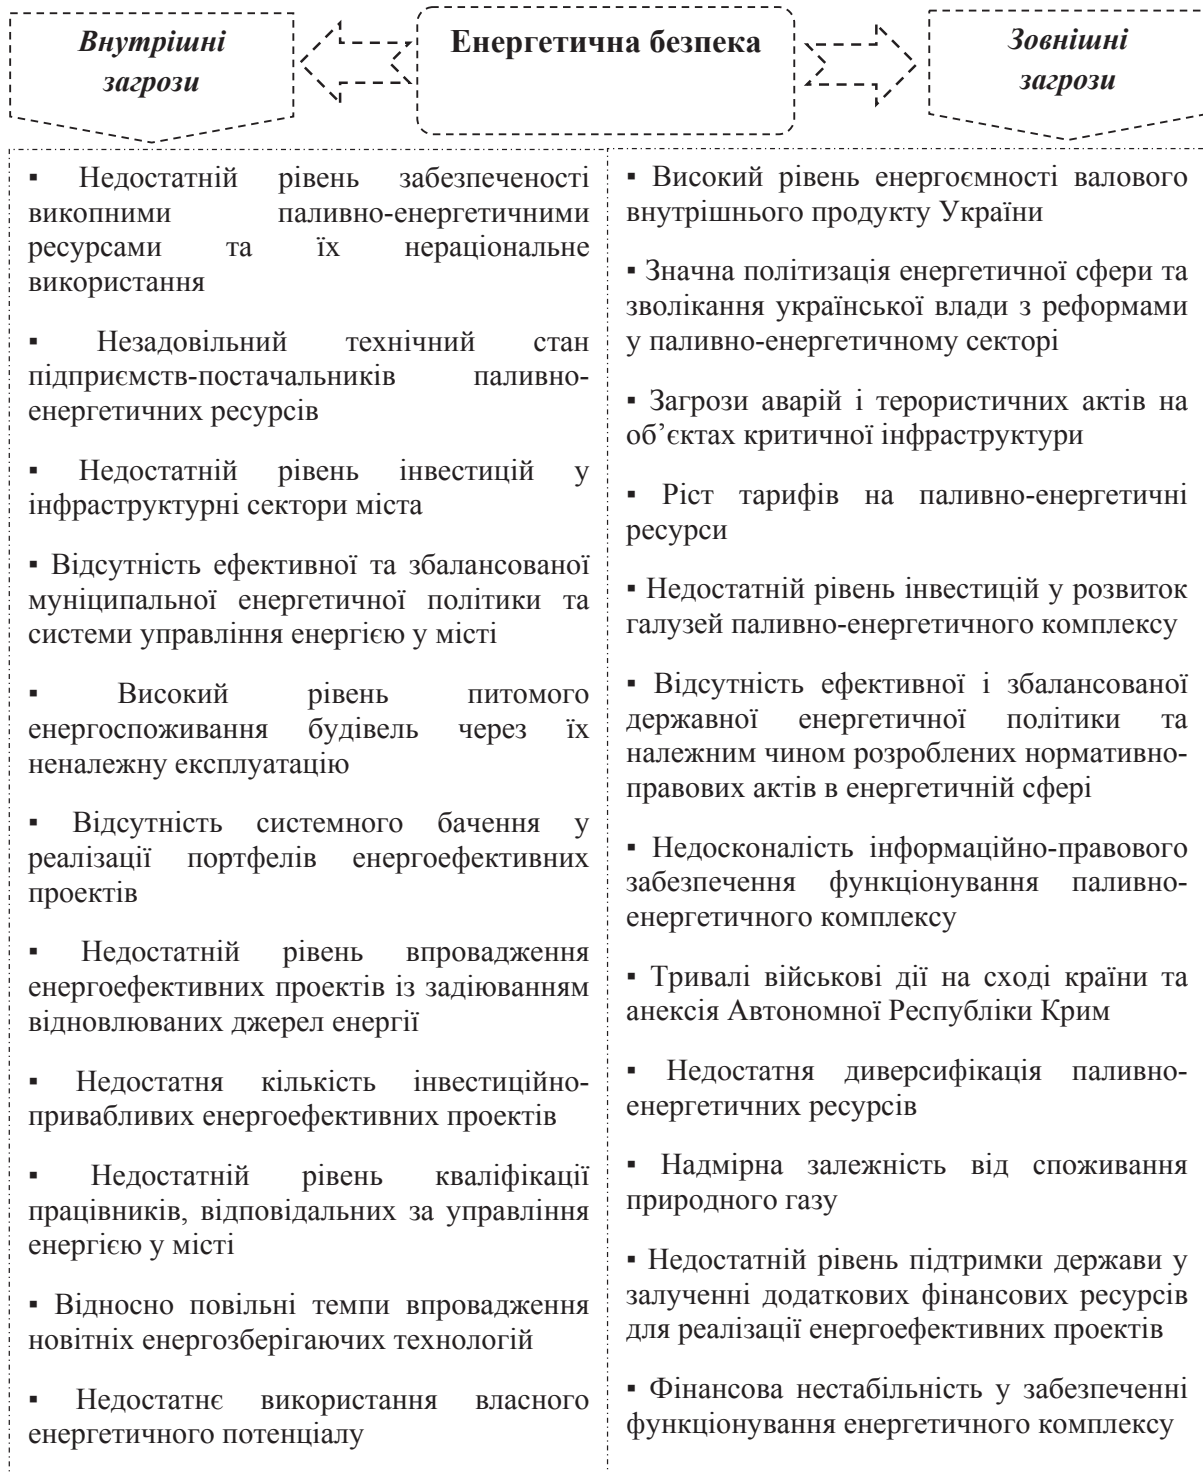 Внутрішні
загрози
Енергетична безпека
Зовнішні
загрози
▪ Недостатній рівень забезпеченості
викопними паливно-енергетичними
ресурсами та їх нераціональне
використання
▪ Незадовільний технічний стан
підприємств-постачальників паливно-
енергетичних ресурсів
▪ Недостатній рівень інвестицій у
інфраструктурні сектори міста
▪ Відсутність ефективної та збалансованої
муніципальної енергетичної політики та
системи управління енергією у місті
▪ Високий рівень питомого
енергоспоживання будівель через їх
неналежну експлуатацію
▪ Відсутність системного бачення у
реалізації портфелів енергоефективних
проектів
▪ Недостатній рівень впровадження
енергоефективних проектів із задіюванням
відновлюваних джерел енергії
▪ Недостатня кількість інвестиційно-
привабливих енергоефективних проектів
▪ Недостатній рівень кваліфікації
працівників, відповідальних за управління
енергією у місті
▪ Відносно повільні темпи впровадження
новітніх енергозберігаючих технологій
▪ Недостатнє використання власного
енергетичного потенціалу
▪ Високий рівень енергоємності валового
внутрішнього продукту України
▪ Значна політизація енергетичної сфери та
зволікання української влади з реформами
у паливно-енергетичному секторі
▪ Загрози аварій і терористичних актів на
об’єктах критичної інфраструктури
▪ Ріст тарифів на паливно-енергетичні
ресурси
▪ Недостатній рівень інвестицій у розвиток
галузей паливно-енергетичного комплексу
▪ Відсутність ефективної і збалансованої
державної енергетичної політики та
належним чином розроблених нормативно-
правових актів в енергетичній сфері
▪ Недосконалість інформаційно-правового
забезпечення функціонування паливно-
енергетичного комплексу
▪ Тривалі військові дії на сході країни та
анексія Автономної Республіки Крим
▪ Недостатня диверсифікація паливно-
енергетичних ресурсів
▪ Надмірна залежність від споживання
природного газу
▪ Недостатній рівень підтримки держави у
залученні додаткових фінансових ресурсів
для реалізації енергоефективних проектів
▪ Фінансова нестабільність у забезпеченні
функціонування енергетичного комплексу